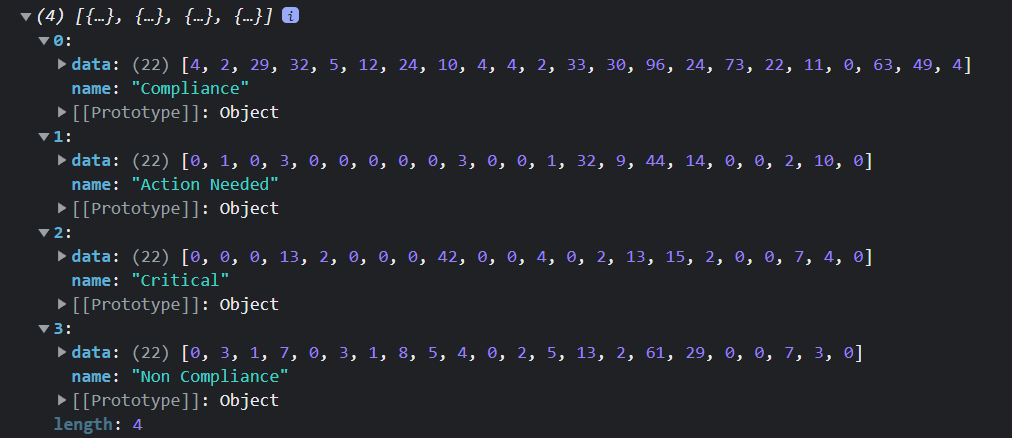 (4) [{…}, {…}, {…}, {…}] i
0:
data: (22) [4, 2, 29, 32, 5, 12, 24, 10, 4, 4, 2, 33, 30, 96, 24, 73, 22, 11, 0, 63, 49, 4]
name: "Compliance"
[[Prototype]]: Object
1:
data: (22) [0, 1, 0, 3, 0, 0, 0, 0, 0, 3, 0, 0, 1, 32, 9, 44, 14, 0, 0, 2, 10, 0]
name: "Action Needed"
[[Prototype]]: Object
2:
data: (22) [0, 0, 0, 13, 2, 0, 0, 0, 42, 0, 0, 4, 0, 2, 13, 15, 2, 0, 0, 7, 4, 0]
name: "Critical"
[[Prototype]]: Object
3:
data: (22) [0, 3, 1, 7, 0, 3, 1, 8, 5, 4, 0, 2, 5, 13, 2, 61, 29, 0, 0, 7, 3, 0]
name: "Non Compliance"
[[Prototype]]: Object
length: 4